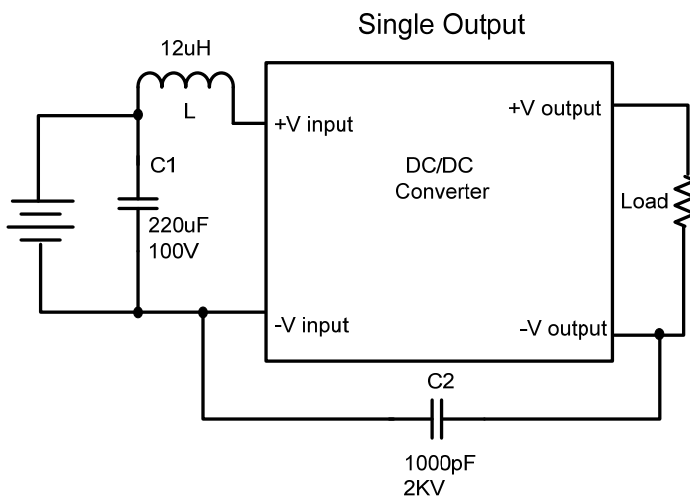 Single Output
12uH
L
+V input
+V output
C1
DC/DC
Converter
Load
220uF
100V
-V input
-V output
C2
1000pF
2KV